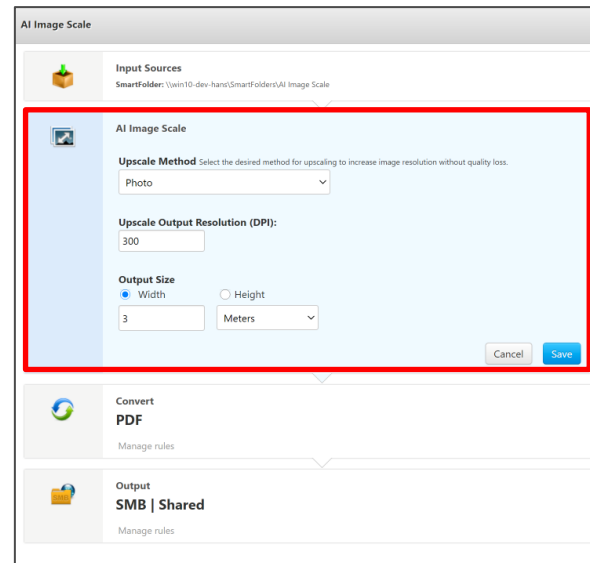 AI Image Scale
Input Sources
SmartFolder: \\win10-dev-hans\SmartFolders\AI Image Scale
AI Image Scale
Upscale Method Select the desired method for upscaling to increase image resolution without quality loss.
Photo
Upscale Output Resolution (DPI):
300
Output Size
Width Height
3 Meters
Cancel Save
Convert
PDF
Manage rules
Output
SMB
SMB | Shared
Manage rules